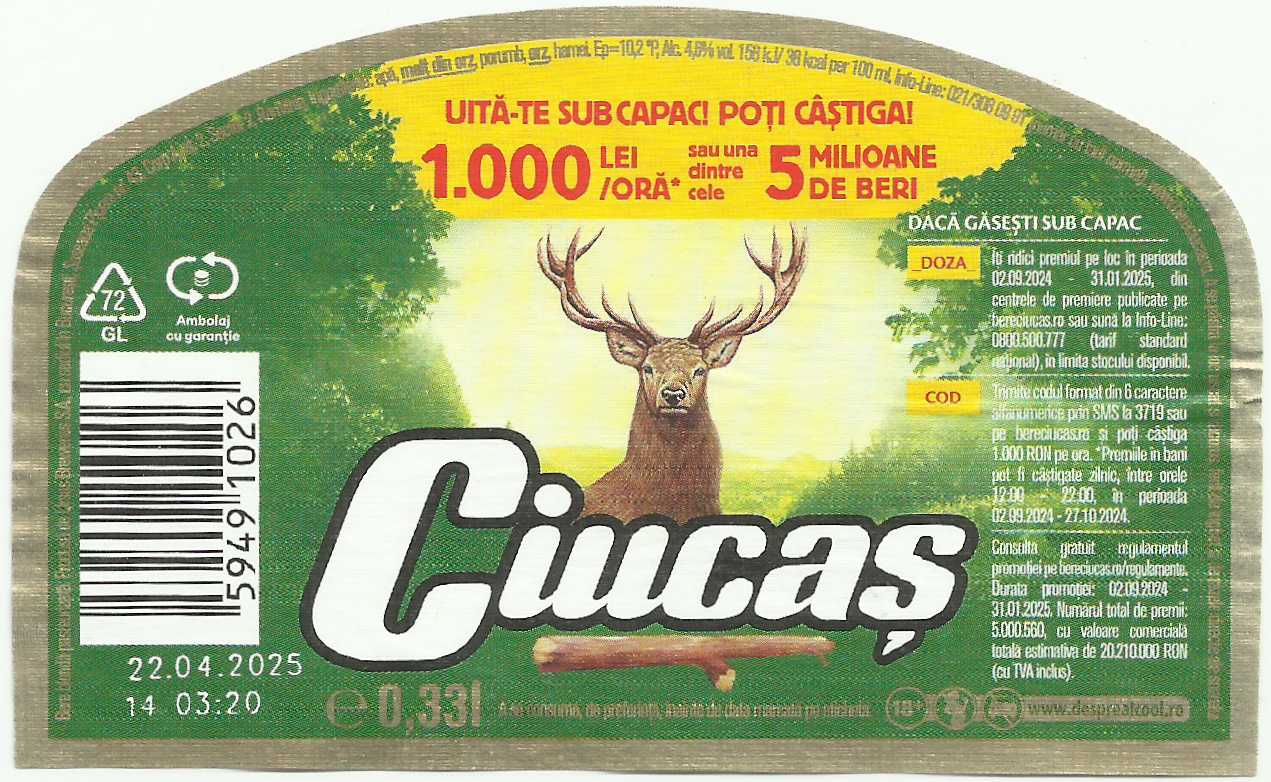 apă, malț din orz, porumb, orz, hamei. Ep=10,2 °P, Alc. 4,6% vol. 158 kJ/ 38 kcal per 100 ml. Info-Line: 021/308 09 91
UITĂ-TE SUB CAPAC! POȚI CÂȘTIGA!
1.000 LEI /ORĂ* sau una dintre cele 5 MILIOANE DE BERI
DACĂ GĂSEȘTI SUB CAPAC
DOZA
Îți ridici premiul pe loc în perioada
02.09.2024 - 31.01.2025, din
centrele de premiere publicate pe
bereciucas.ro sau sună la Info-Line:
0800.500.777 (tarif standard
național), în limita stocului disponibil.
COD
Trimite codul format din 6 caractere
alfanumerice prin SMS la 3719 sau
pe bereciucas.ro și poți câștiga
1.000 RON pe ora. *Premiile în bani
pot fi câștigate zilnic, între orele
12:00 - 22:00, în perioada
02.09.2024 - 27.10.2024.
Consultă gratuit regulamentul
promoției pe bereciucas.ro/regulamente.
Durata promoției: 02.09.2024 -
31.01.2025. Numărul total de premii:
5.000.560, cu valoare comercială
totală estimativa de 20.210.000 RON
(cu TVA inclus).
72
GL
Ambalaj
cu garanție
5949 1026
22.04.2025
14 03:20
Ciucaș
℮ 0,33l
A se consuma, de preferință, înainte de data marcată pe etichetă.
18+
www.desprealcool.ro